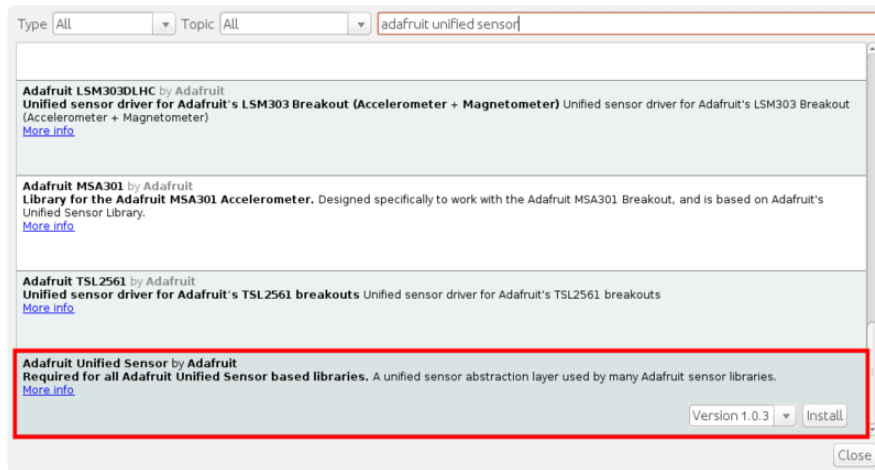 Type All Topic All adafruit unified sensor
Adafruit LSM303DLHC by Adafruit
Unified sensor driver for Adafruit's LSM303 Breakout (Accelerometer + Magnetometer) Unified sensor driver for Adafruit's LSM303 Breakout
(Accelerometer + Magnetometer)
More info
Adafruit MSA301 by Adafruit
Library for the Adafruit MSA301 Accelerometer. Designed specifically to work with the Adafruit MSA301 Breakout, and is based on Adafruit's
Unified Sensor Library.
More info
Adafruit TSL2561 by Adafruit
Unified sensor driver for Adafruit's TSL2561 breakouts Unified sensor driver for Adafruit's TSL2561 breakouts
More info
Adafruit Unified Sensor by Adafruit
Required for all Adafruit Unified Sensor based libraries. A unified sensor abstraction layer used by many Adafruit sensor libraries.
More info
Version 1.0.3 Install
Close